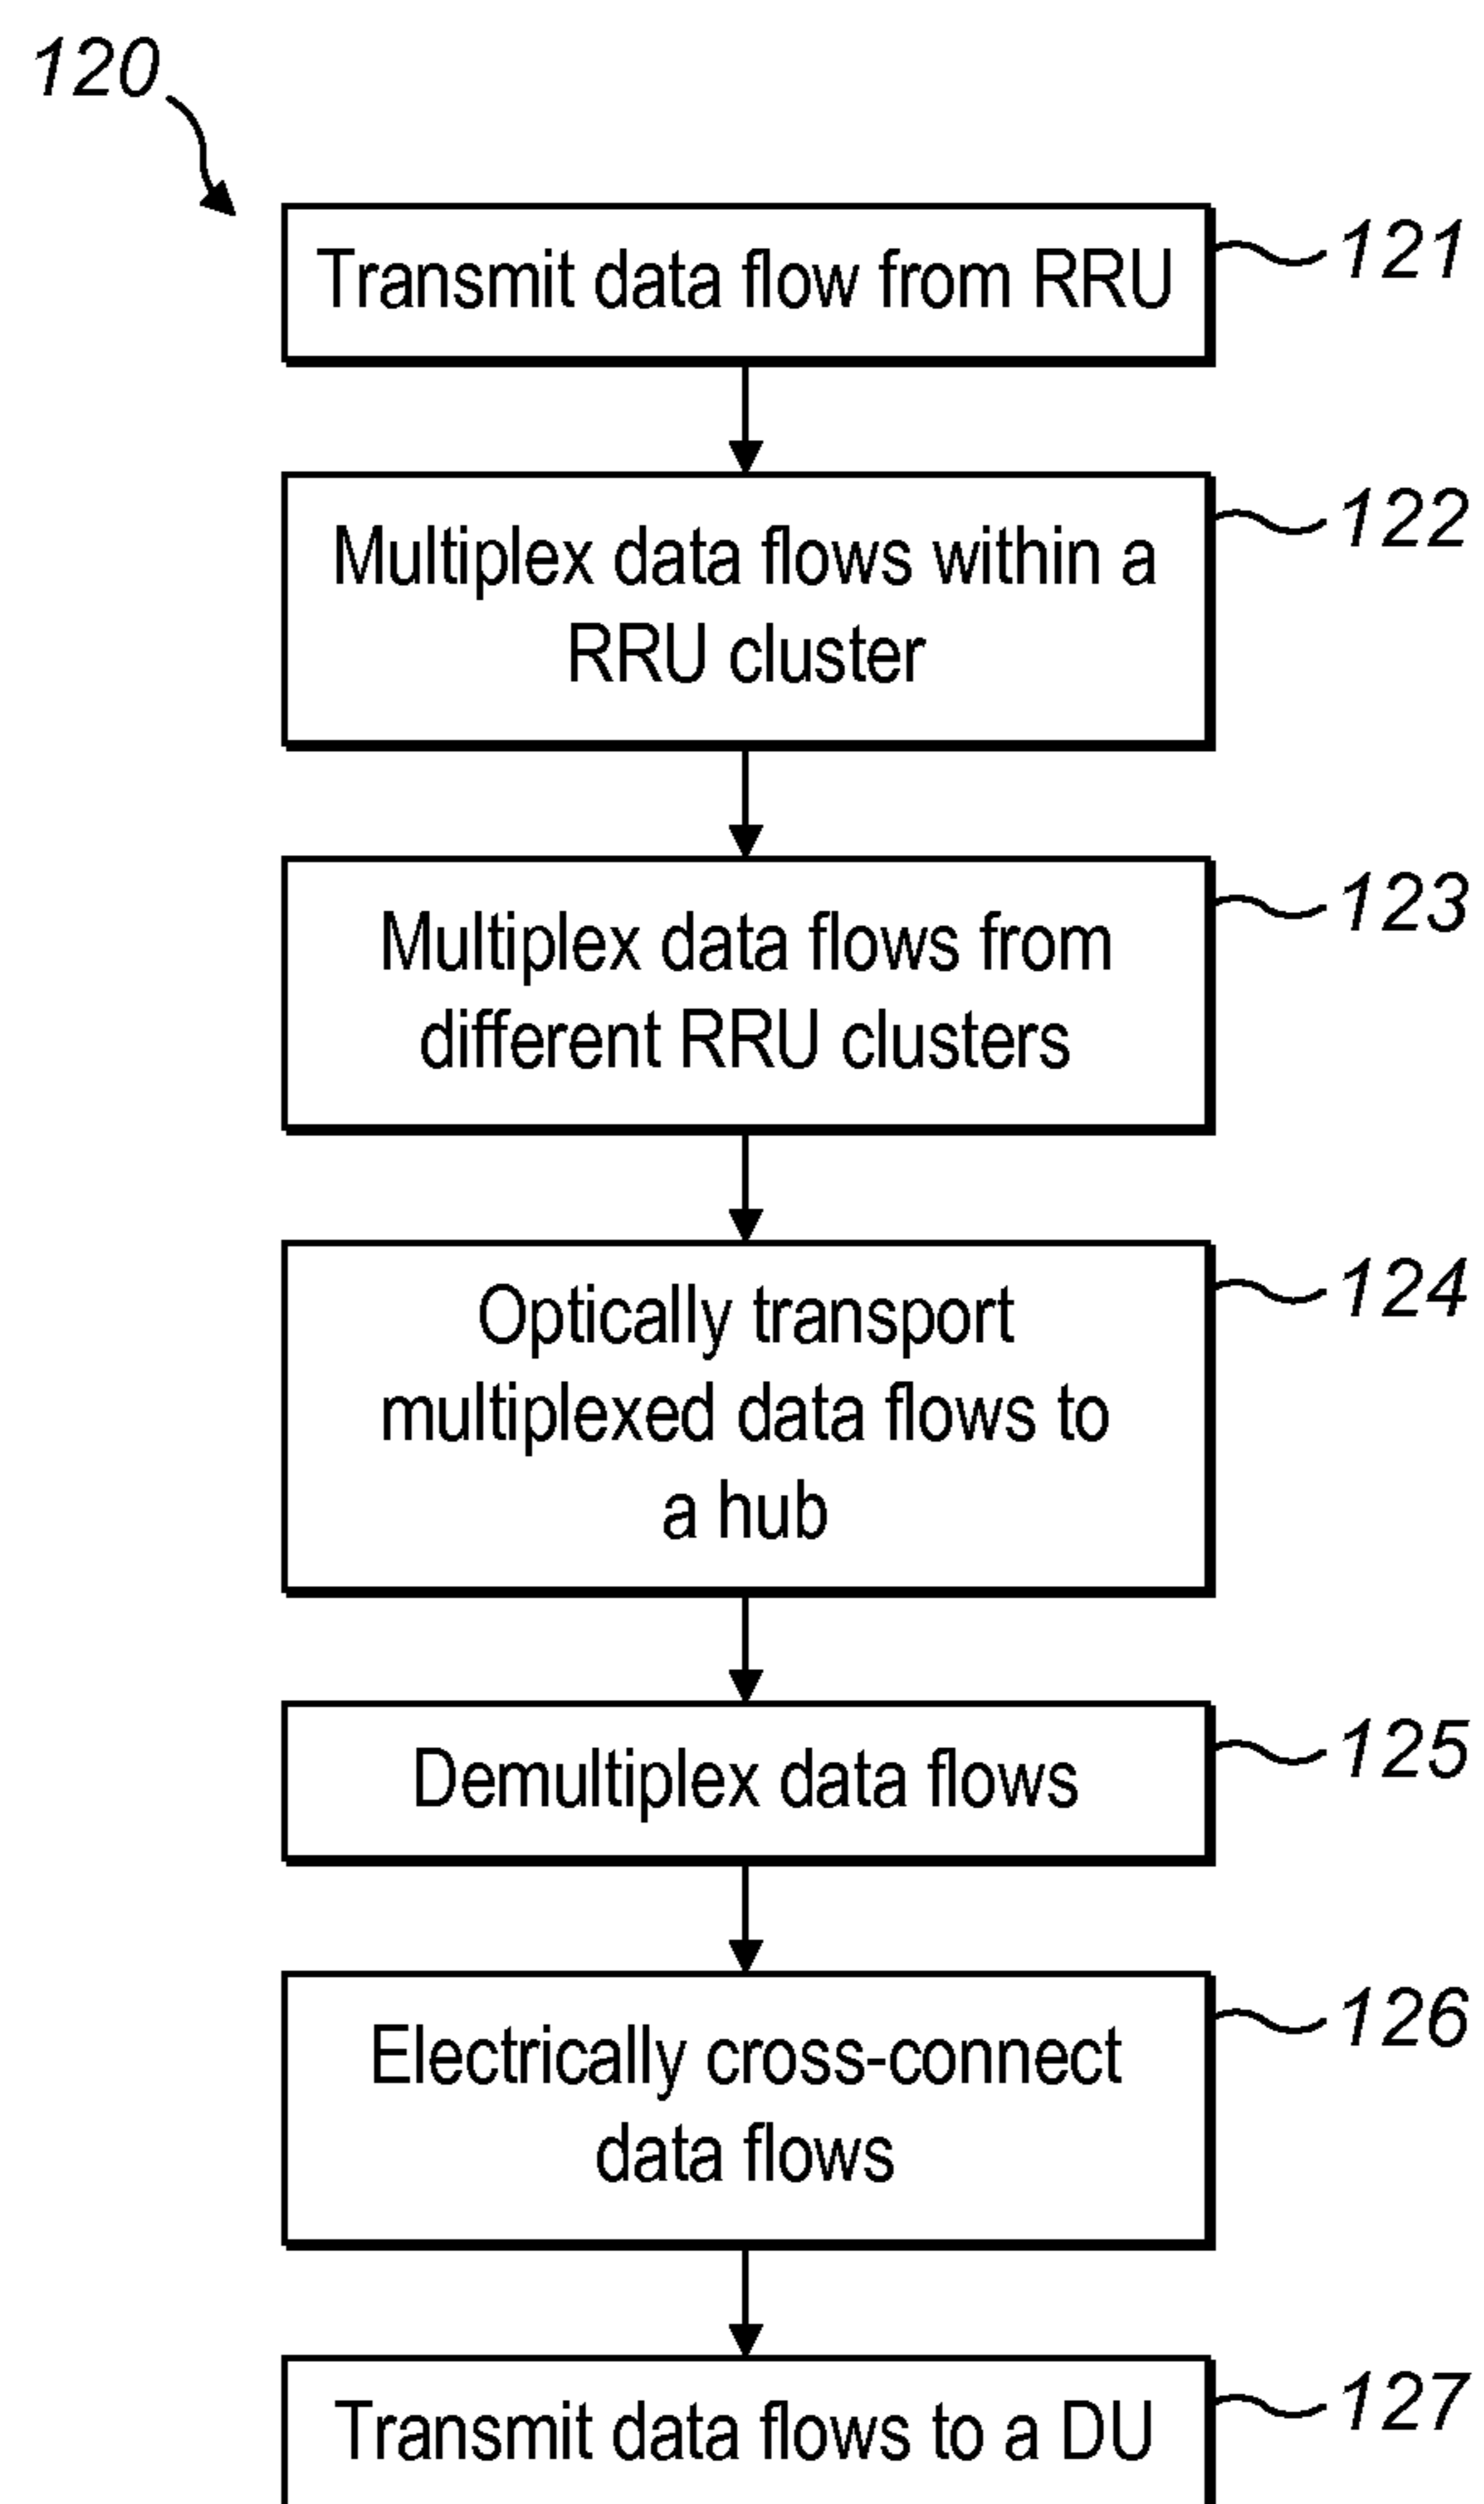 120
Transmit data flow from RRU
121
Multiplex data flows within a
RRU cluster
122
Multiplex data flows from
different RRU clusters
123
Optically transport
multiplexed data flows to
a hub
124
Demultiplex data flows
125
Electrically cross-connect
data flows
126
Transmit data flows to a DU
127